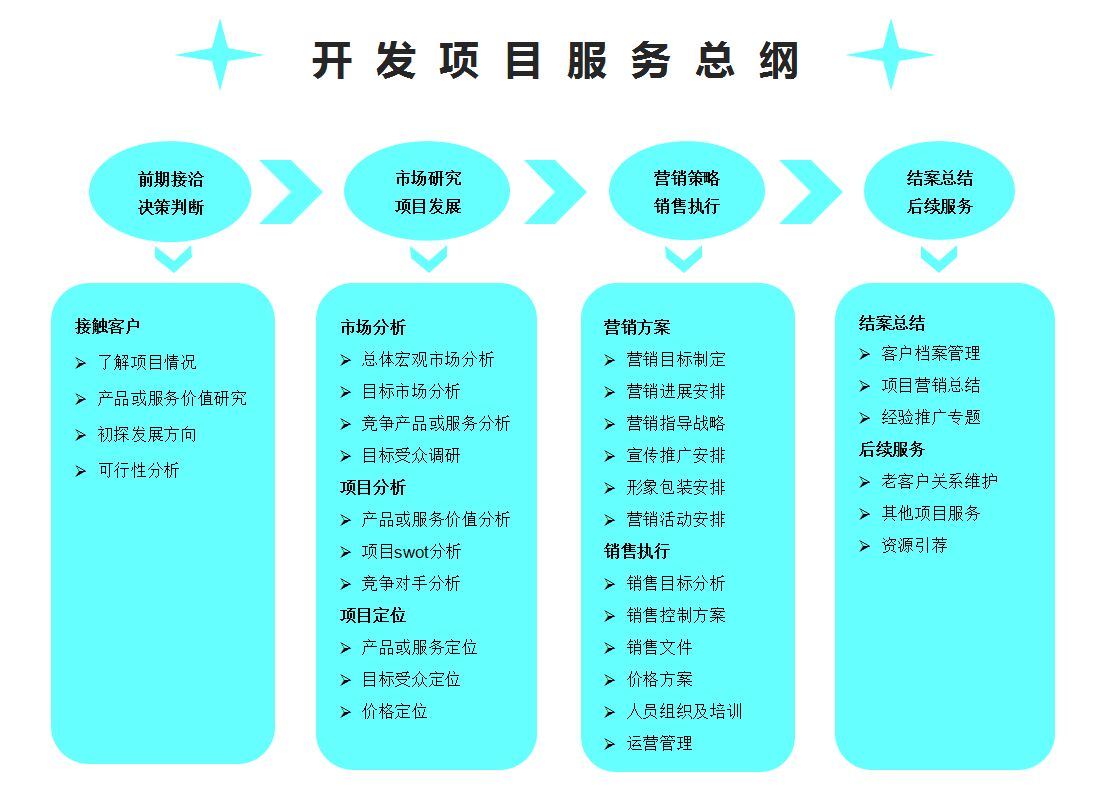 开发项目服务总纲
前期接洽
决策判断
市场研究
项目发展
营销策略
销售执行
结案总结
后续服务
接触客户
了解项目情况
产品或服务价值研究
初探发展方向
可行性分析
市场分析
总体宏观市场分析
目标市场分析
竞争产品或服务分析
目标受众调研
项目分析
产品或服务价值分析
项目swot分析
竞争对手分析
项目定位
产品或服务定位
目标受众定位
价格定位
营销方案
营销目标制定
营销进展安排
营销指导战略
宣传推广安排
形象包装安排
营销活动安排
销售执行
销售目标分析
销售控制方案
销售文件
价格方案
人员组织及培训
运营管理
结案总结
客户档案管理
项目营销总结
经验推广专题
后续服务
老客户关系维护
其他项目服务
资源引荐